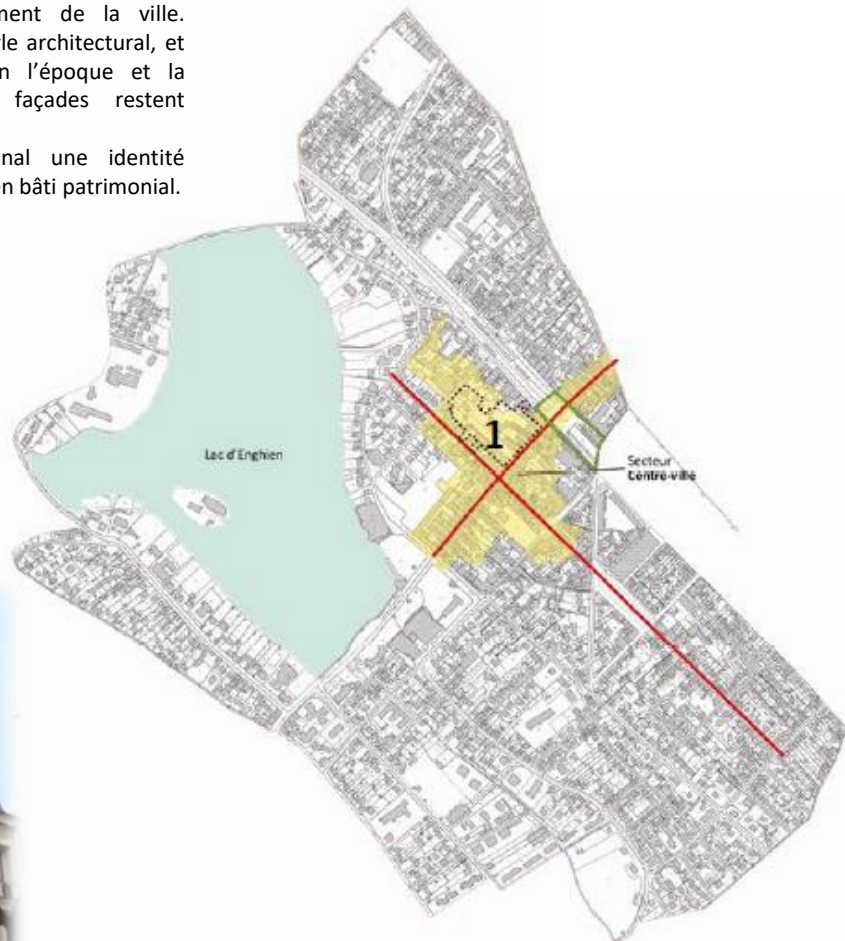 ment de la ville.
le architectural, et
n l’époque et la
façades restent
nal une identité
en bâti patrimonial.
Lac d'Enghien
1
Secteur
Centre-ville